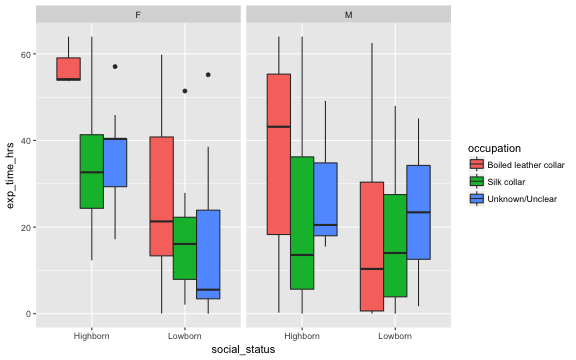 F
M
exp_time_hrs
60
40
20
0
Highborn
Lowborn
Highborn
Lowborn
social_status
occupation
Boiled leather collar
Silk collar
Unknown/Unclear